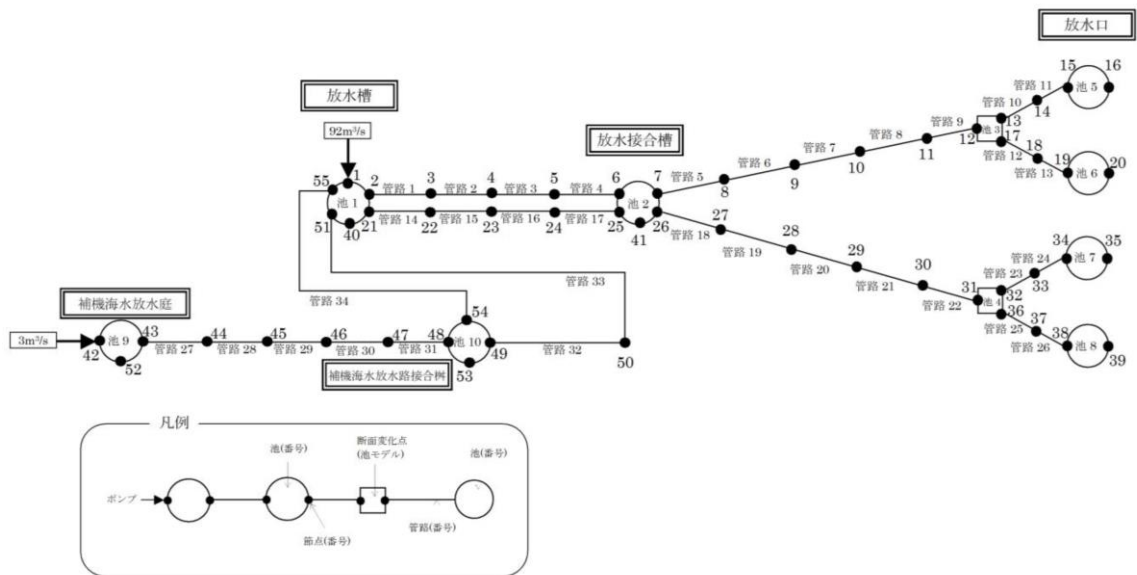 放水口
放水槽
92m³/s
放水接合槽
15 16
管路 11
池 5
管路 10
13
14
管路 9
12
池 3
17
管路 12
18
管路 13
19
20
池 6
管路 8
11
管路 7
10
管路 6
9
管路 5
8
55 1 2
池 1
51 40 21
管路 1
3
管路 2
4
管路 3
5
管路 4
6
7
池 2
管路 14
22
管路 15
23
管路 16
24
管路 17
25
41
26
管路 18
27
管路 19
28
管路 20
29
管路 21
30
管路 22
31
池 4
32
36
管路 23
33
管路 24
34
35
池 7
管路 25
37
管路 26
38
池 8
39
管路 33
管路 34
補機海水放水庭
3m³/s
42
池 9
43
52
管路 27
44
管路 28
45
管路 29
46
管路 30
47
管路 31
48
54
池 10
49
53
管路 32
50
補機海水放水路接合桝
凡例
池(番号)
断面変化点
(池モデル)
池(番号)
ポンプ
節点(番号)
管路(番号)